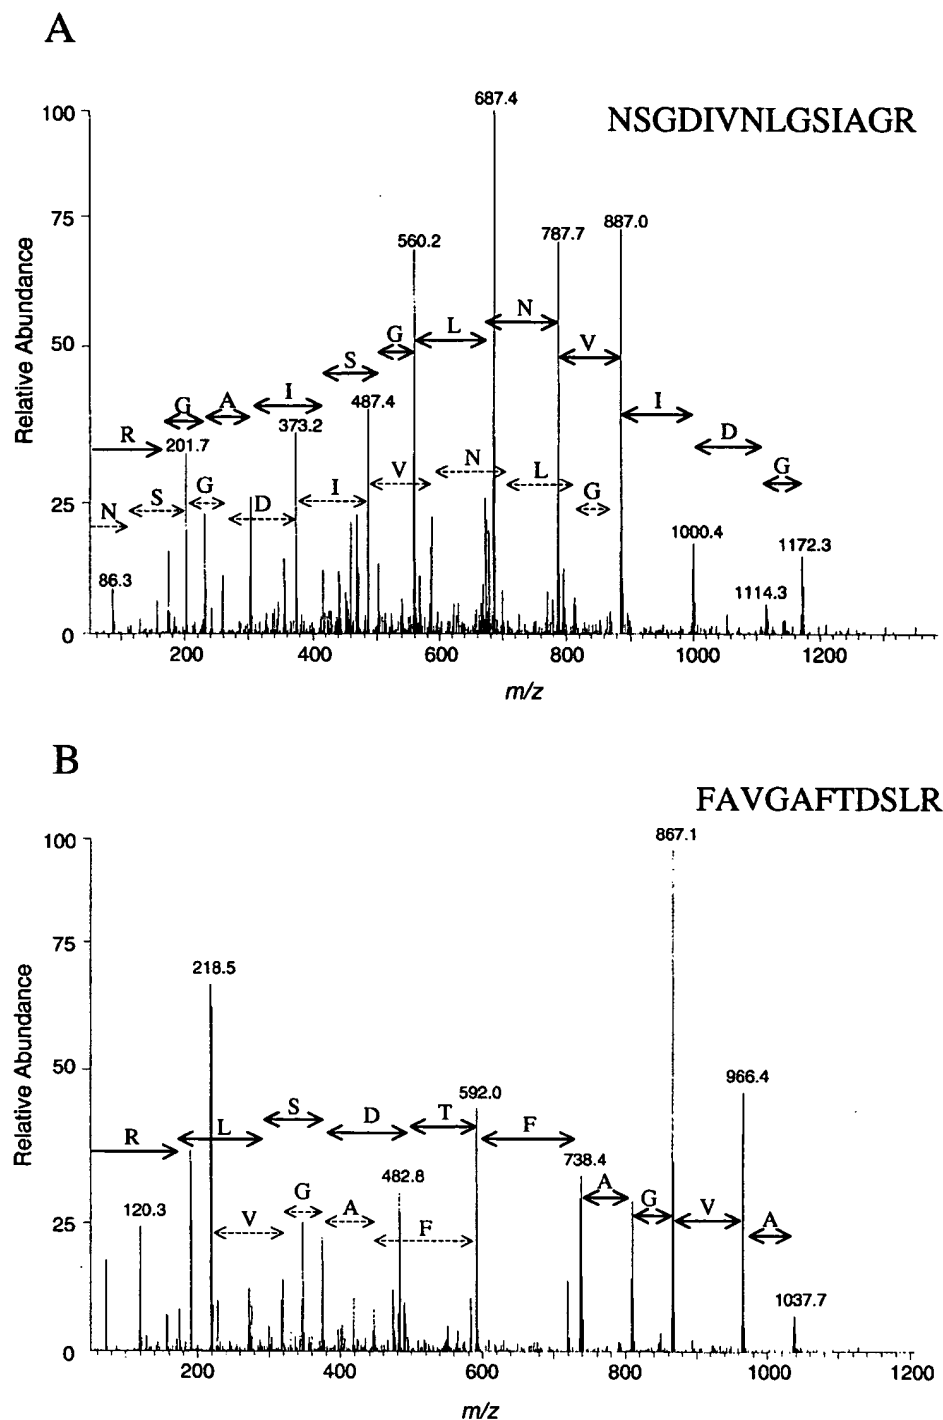 A
NSGDIVNLGSIAGR
Relative Abundance
100
75
50
25
0
687.4
887.0
787.7
560.2
487.4
373.2
201.7
86.3
1000.4
1172.3
1114.3
R G A I S G L N V I D G
N S G D I V N L G
200 400 600 800 1000 1200
m/z
B
FAVGAFTDSLR
Relative Abundance
100
75
50
25
0
867.1
218.5
966.4
592.0
738.4
482.8
120.3
1037.7
R L S D T F A G V A
V G A F
200 400 600 800 1000 1200
m/z